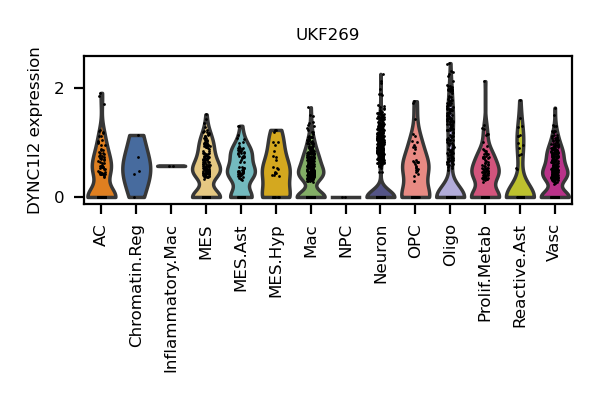 UKF269
DYNC1I2 expression
2
0
AC
Chromatin.Reg
Inflammatory.Mac
MES
MES.Ast
MES.Hyp
Mac
NPC
Neuron
OPC
Oligo
Prolif.Metab
Reactive.Ast
Vasc